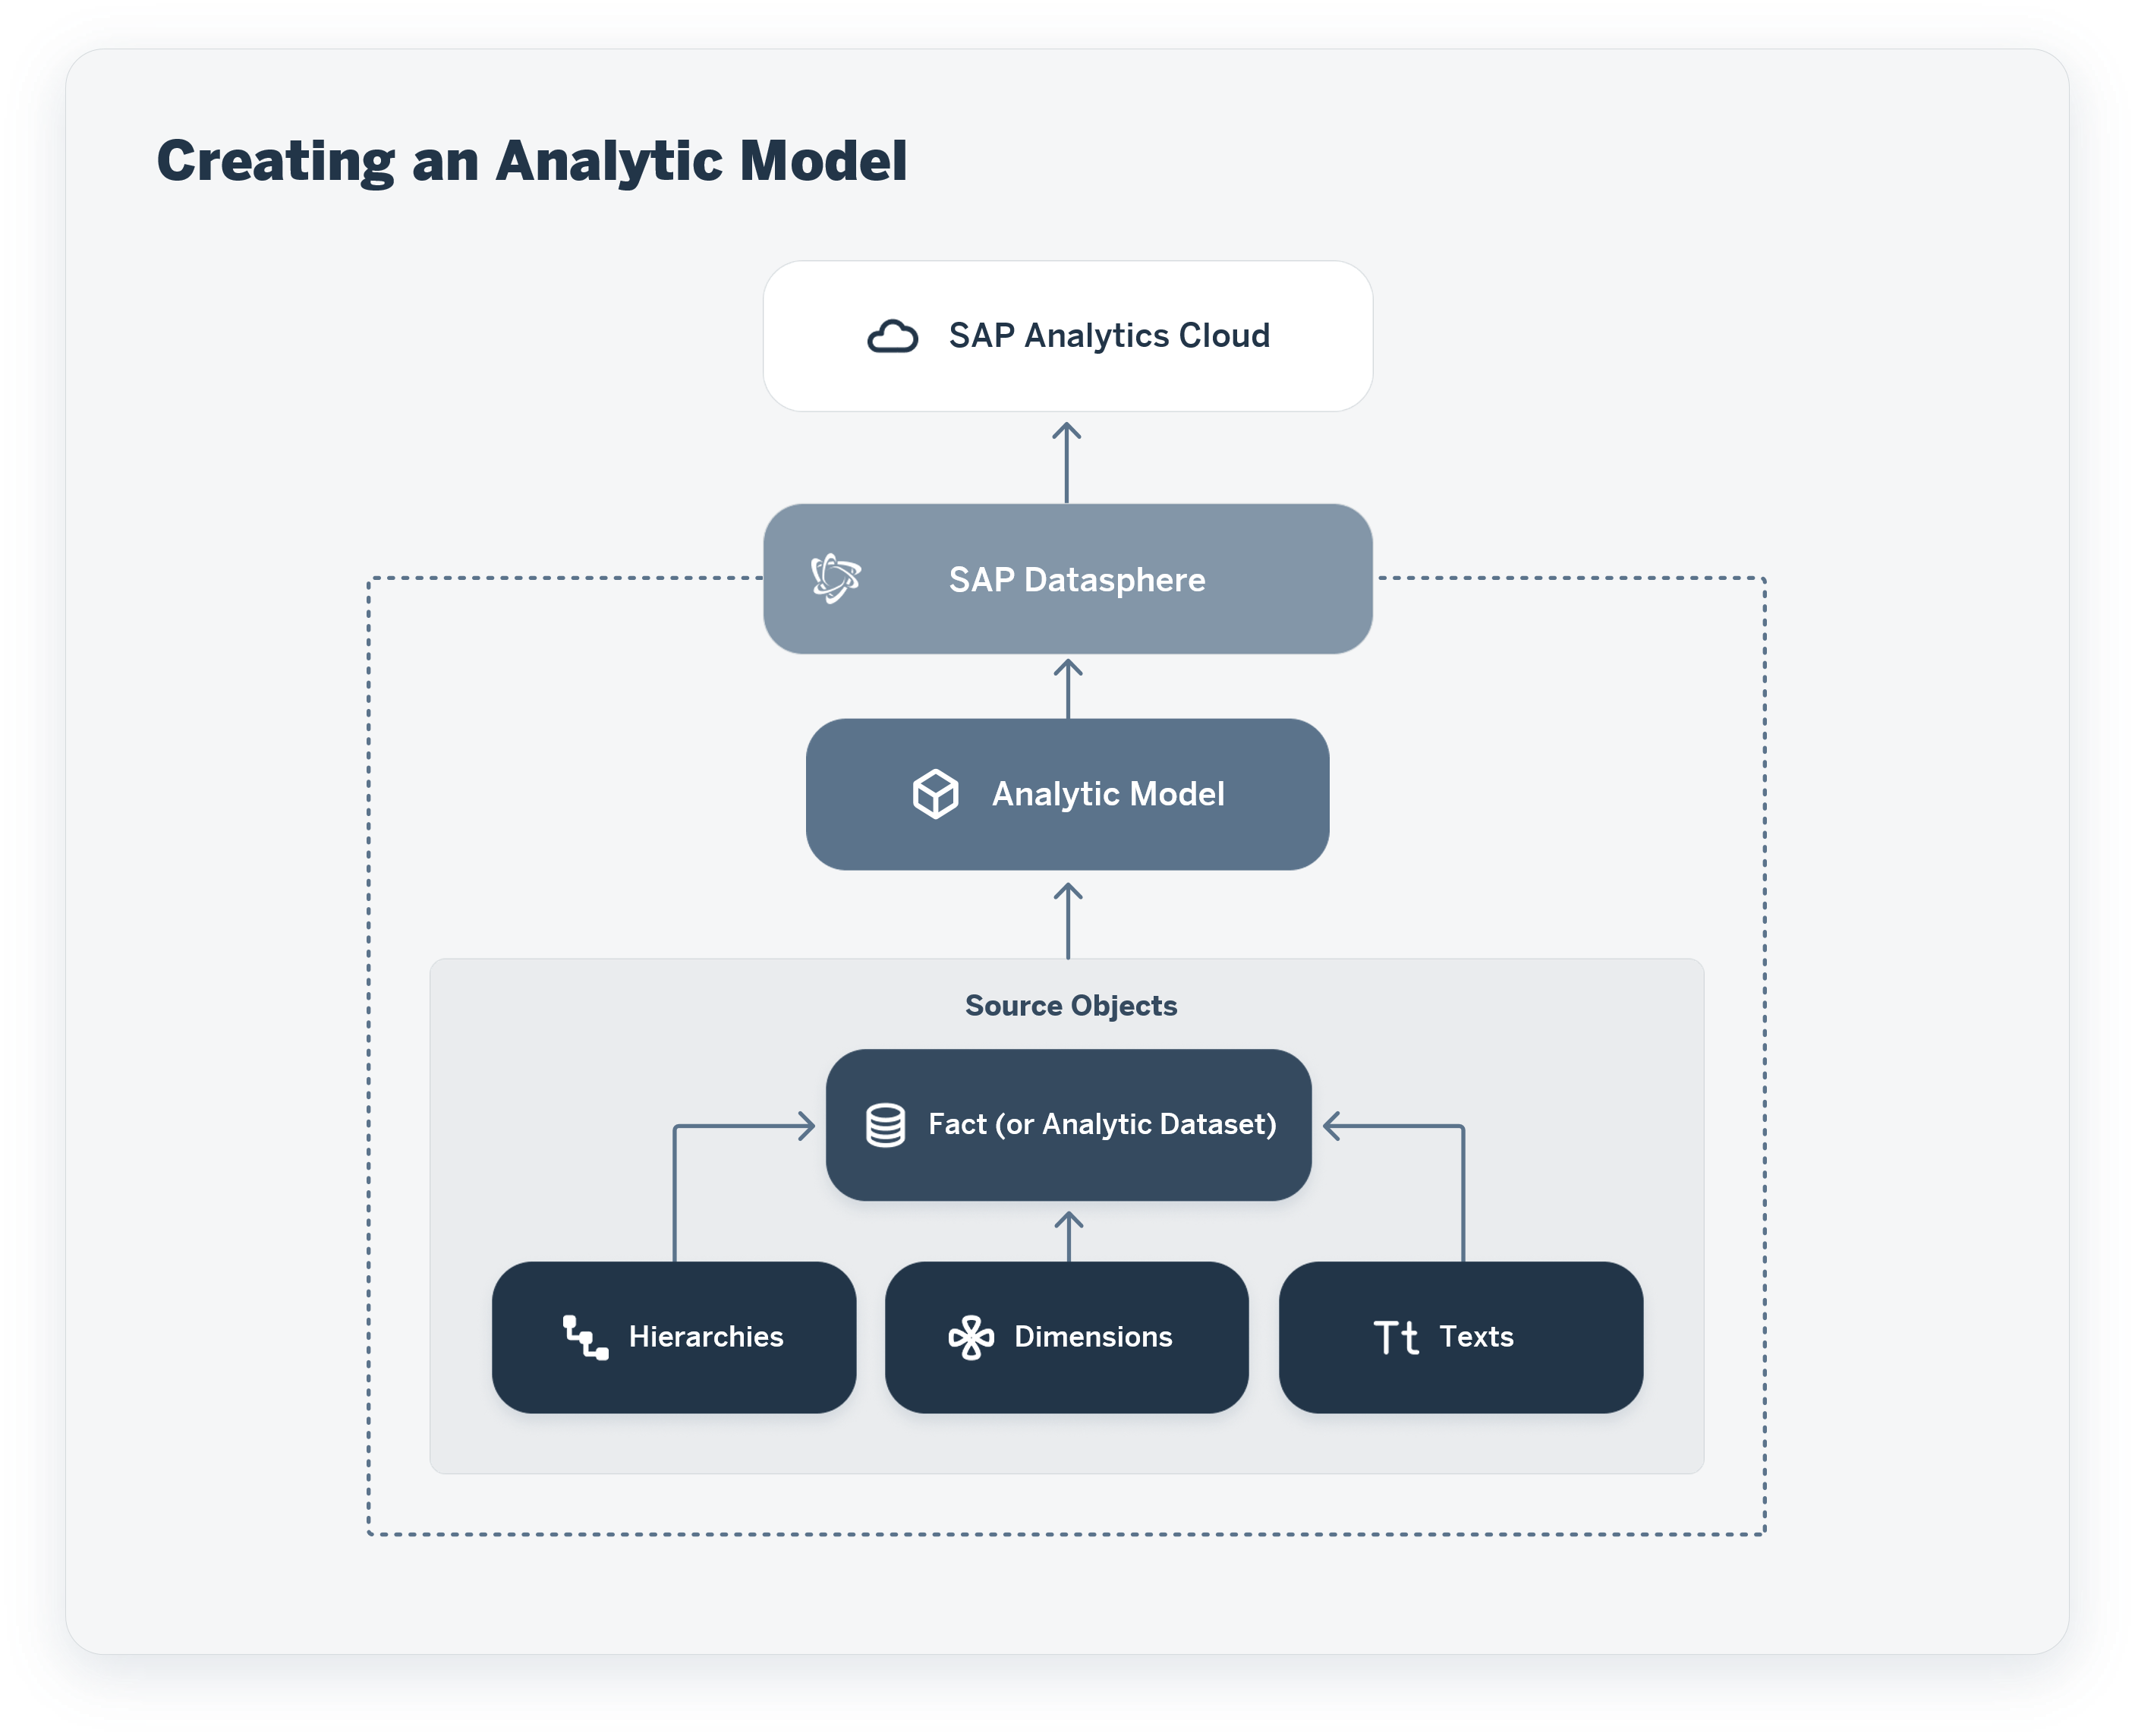 Creating an Analytic Model
SAP Analytics Cloud
SAP Datasphere
Analytic Model
Source Objects
Fact (or Analytic Dataset)
Hierarchies
Dimensions
Tt Texts